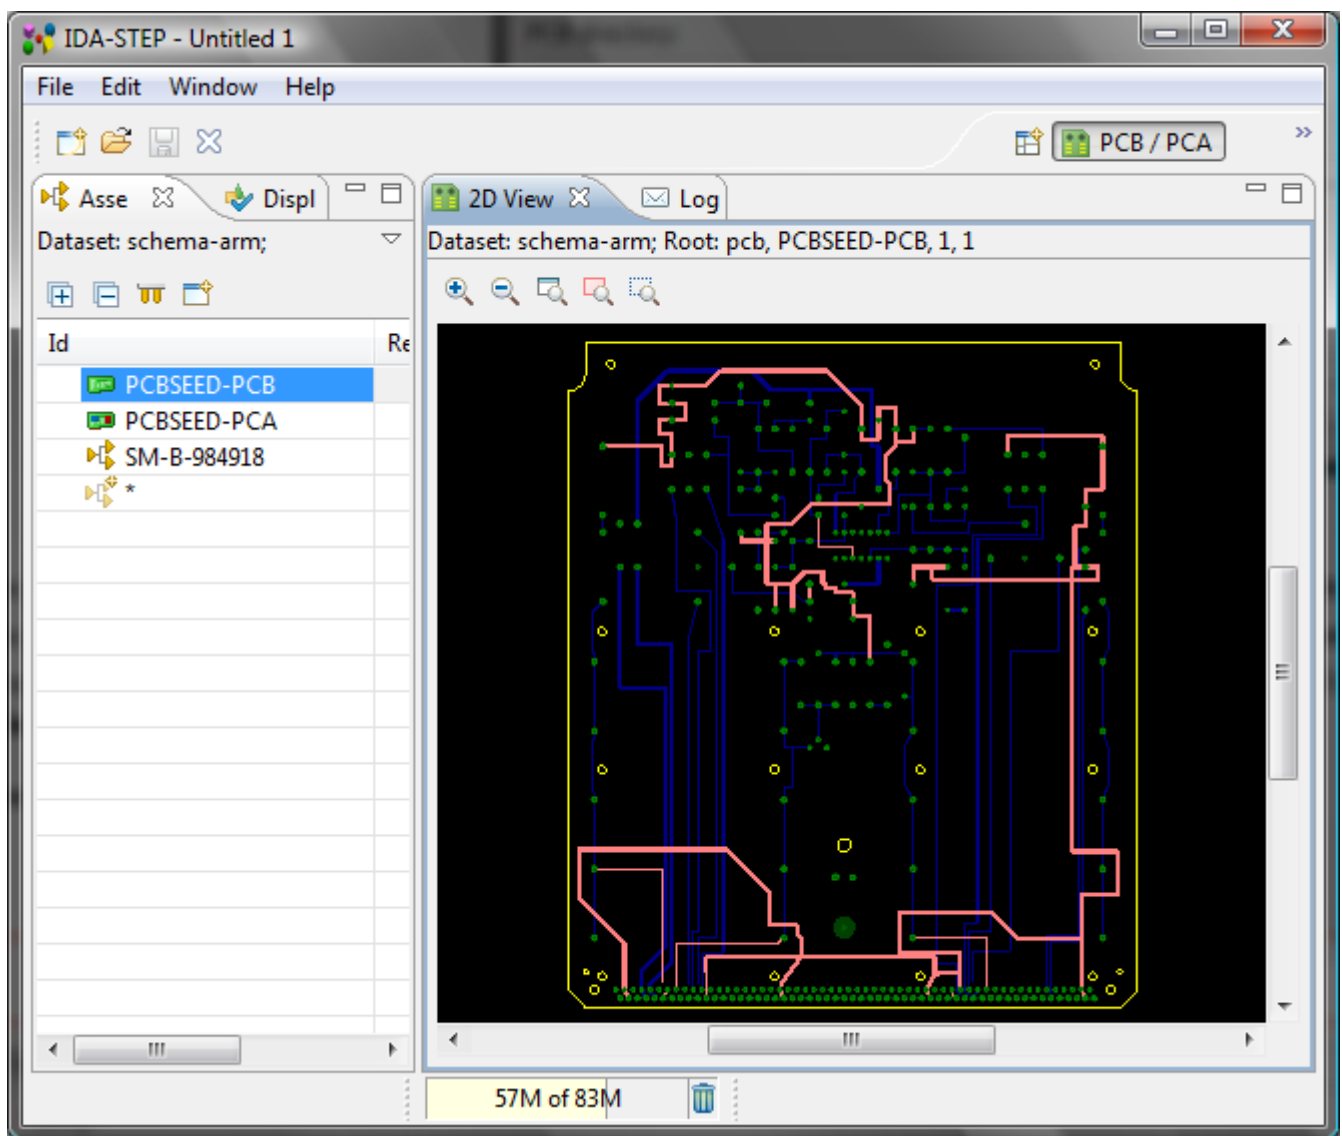 IDA-STEP - Untitled 1
File Edit Window Help
PCB / PCA
Asse Displ
2D View Log
Dataset: schema-arm;
Dataset: schema-arm; Root: pcb, PCBSEED-PCB, 1, 1
Id Re
PCBSEED-PCB
PCBSEED-PCA
SM-B-984918
*
57M of 83M